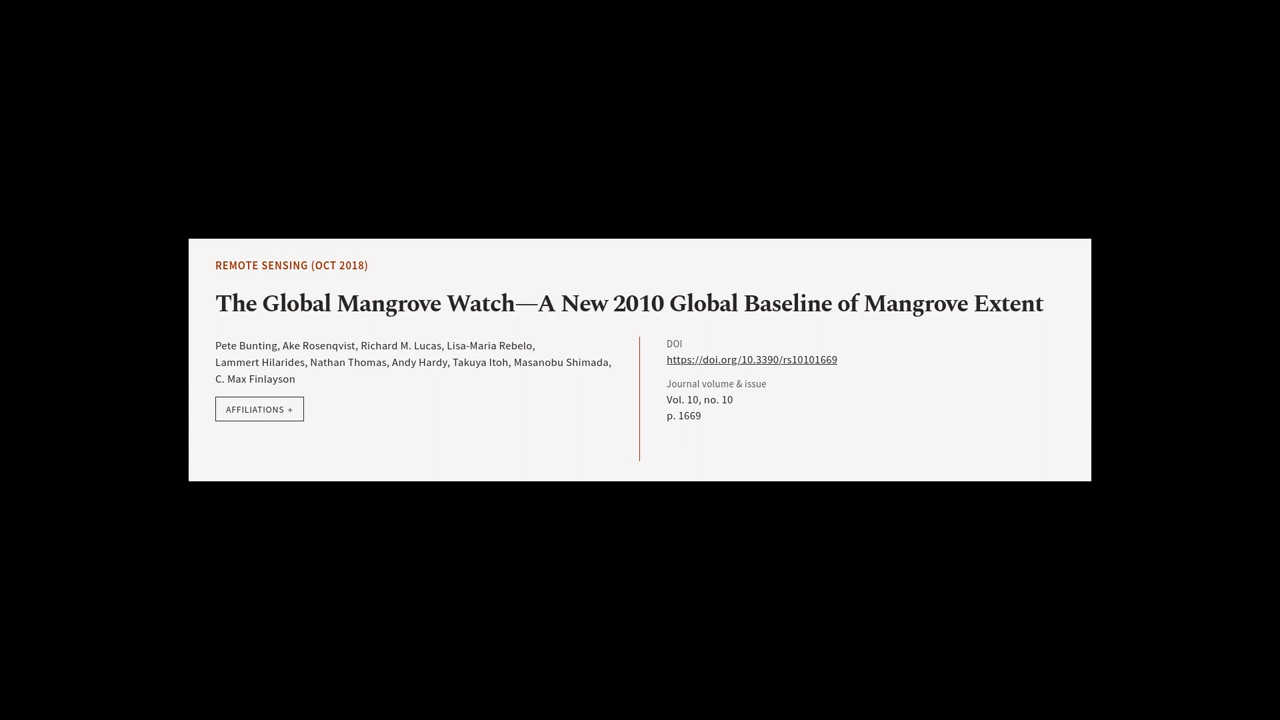 REMOTE SENSING (OCT 2018)
The Global Mangrove Watch—A New 2010 Global Baseline of Mangrove Extent
Pete Bunting, Ake Rosenqvist, Richard M. Lucas, Lisa-Maria Rebelo,
Lammert Hilarides, Nathan Thomas, Andy Hardy, Takuya Itoh, Masanobu Shimada,
C. Max Finlayson
AFFILIATIONS +
DOI
https://doi.org/10.3390/rs10101669
Journal volume & issue
Vol. 10, no. 10
p. 1669